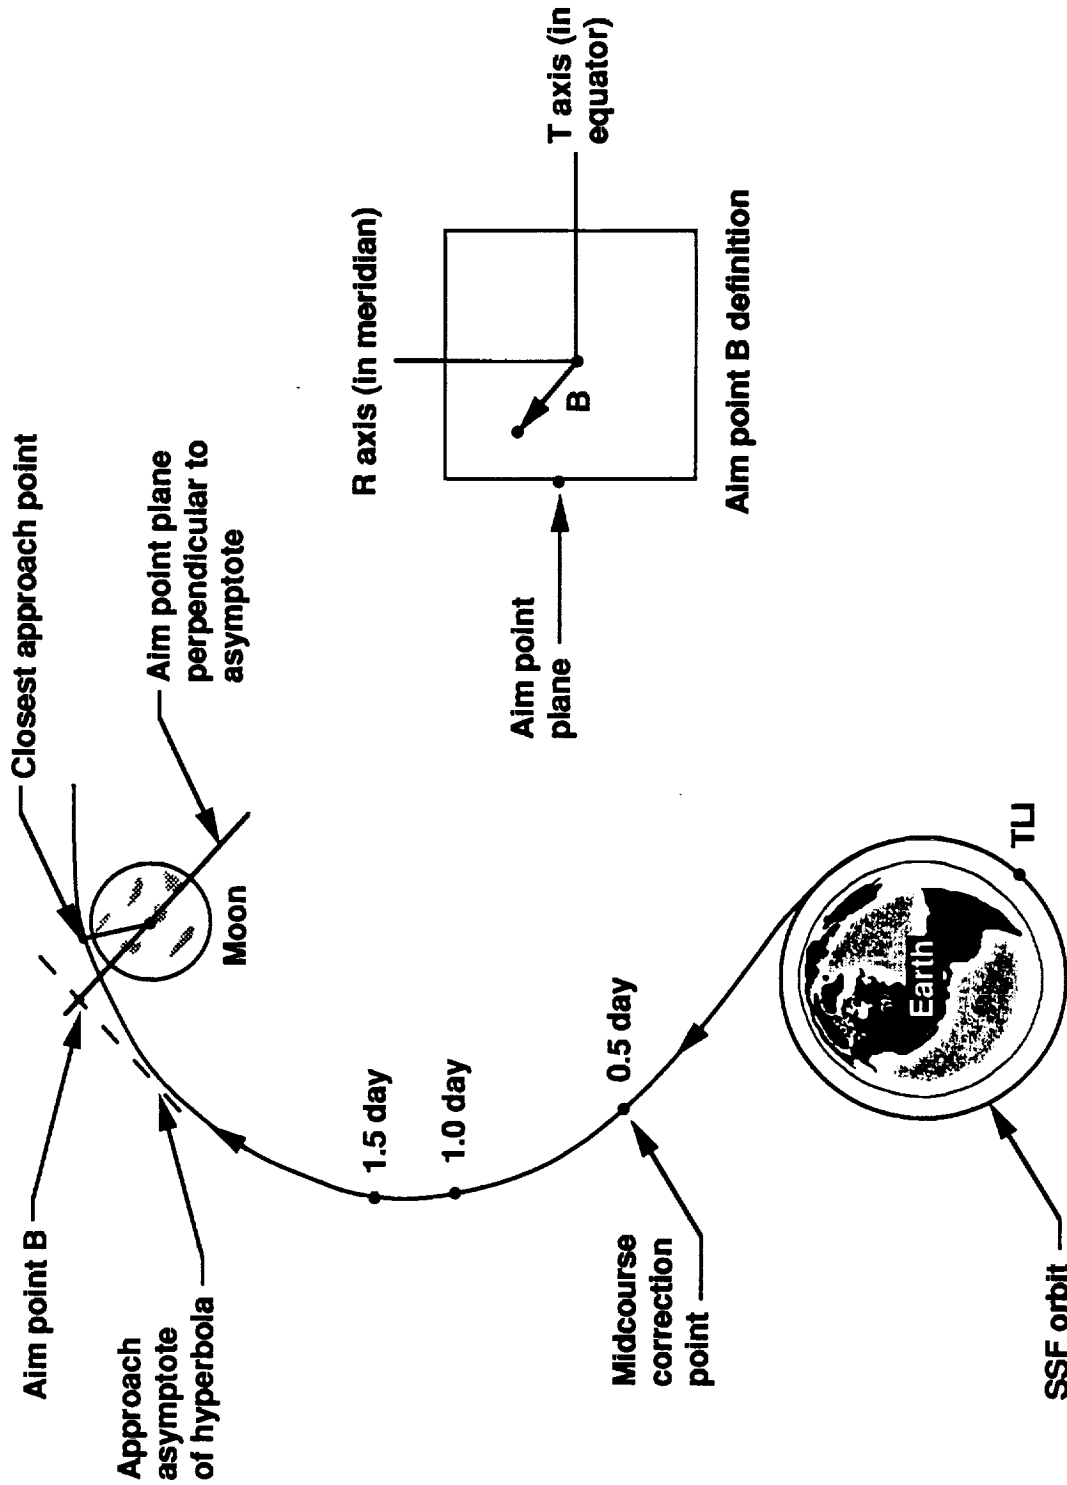 Aim point B
Approach
asymptote
of hyperbola
Closest approach point
Aim point plane
perpendicular to
asymptote
Moon
1.5 day
1.0 day
0.5 day
Midcourse
correction
point
Earth
TLI
SSF orbit
R axis (in meridian)
T axis (in
equator)
B
Aim point
plane
Aim point B definition